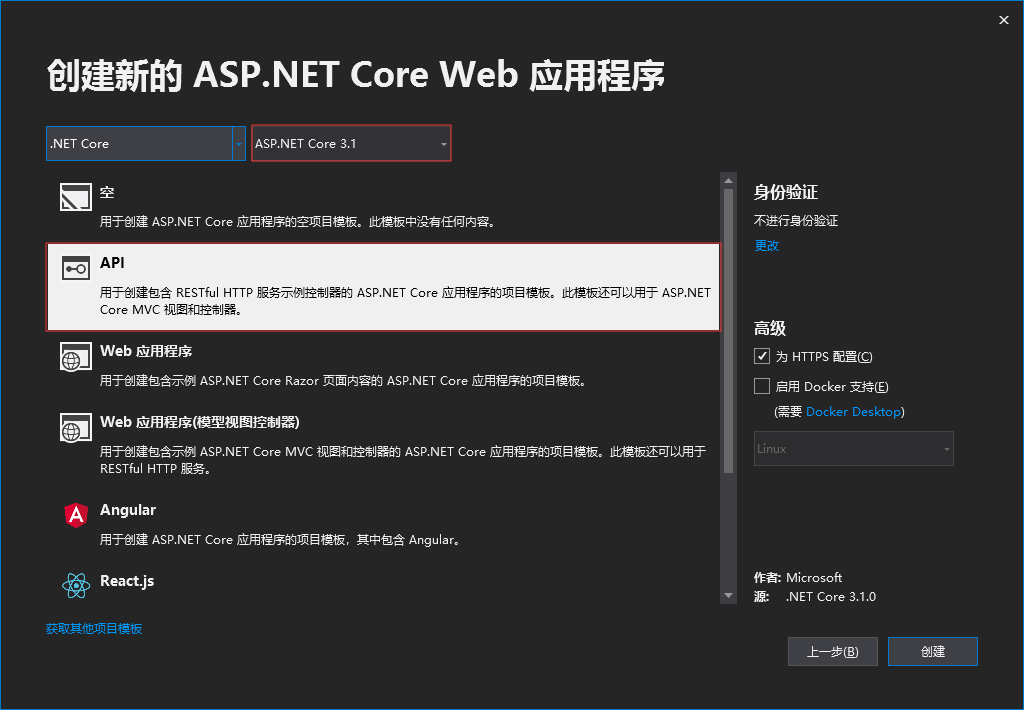 创建新的 ASP.NET Core Web 应用程序
.NET Core
ASP.NET Core 3.1
空
用于创建 ASP.NET Core 应用程序的空项目模板。此模板中没有任何内容。
API
用于创建包含 RESTful HTTP 服务示例控制器的 ASP.NET Core 应用程序的项目模板。此模板还可以用于 ASP.NET
Core MVC 视图和控制器。
Web 应用程序
用于创建包含示例 ASP.NET Core Razor 页面内容的 ASP.NET Core 应用程序的项目模板。
Web 应用程序(模型视图控制器)
用于创建包含示例 ASP.NET Core MVC 视图和控制器的 ASP.NET Core 应用程序的项目模板。此模板还可以用于
RESTful HTTP 服务。
Angular
用于创建 ASP.NET Core 应用程序的项目模板，其中包含 Angular。
React.js
获取其他项目模板
身份验证
不进行身份验证
更改
高级
为 HTTPS 配置(C)
启用 Docker 支持(E)
(需要 Docker Desktop)
Linux
作者: Microsoft
源: .NET Core 3.1.0
上一步(B)
创建